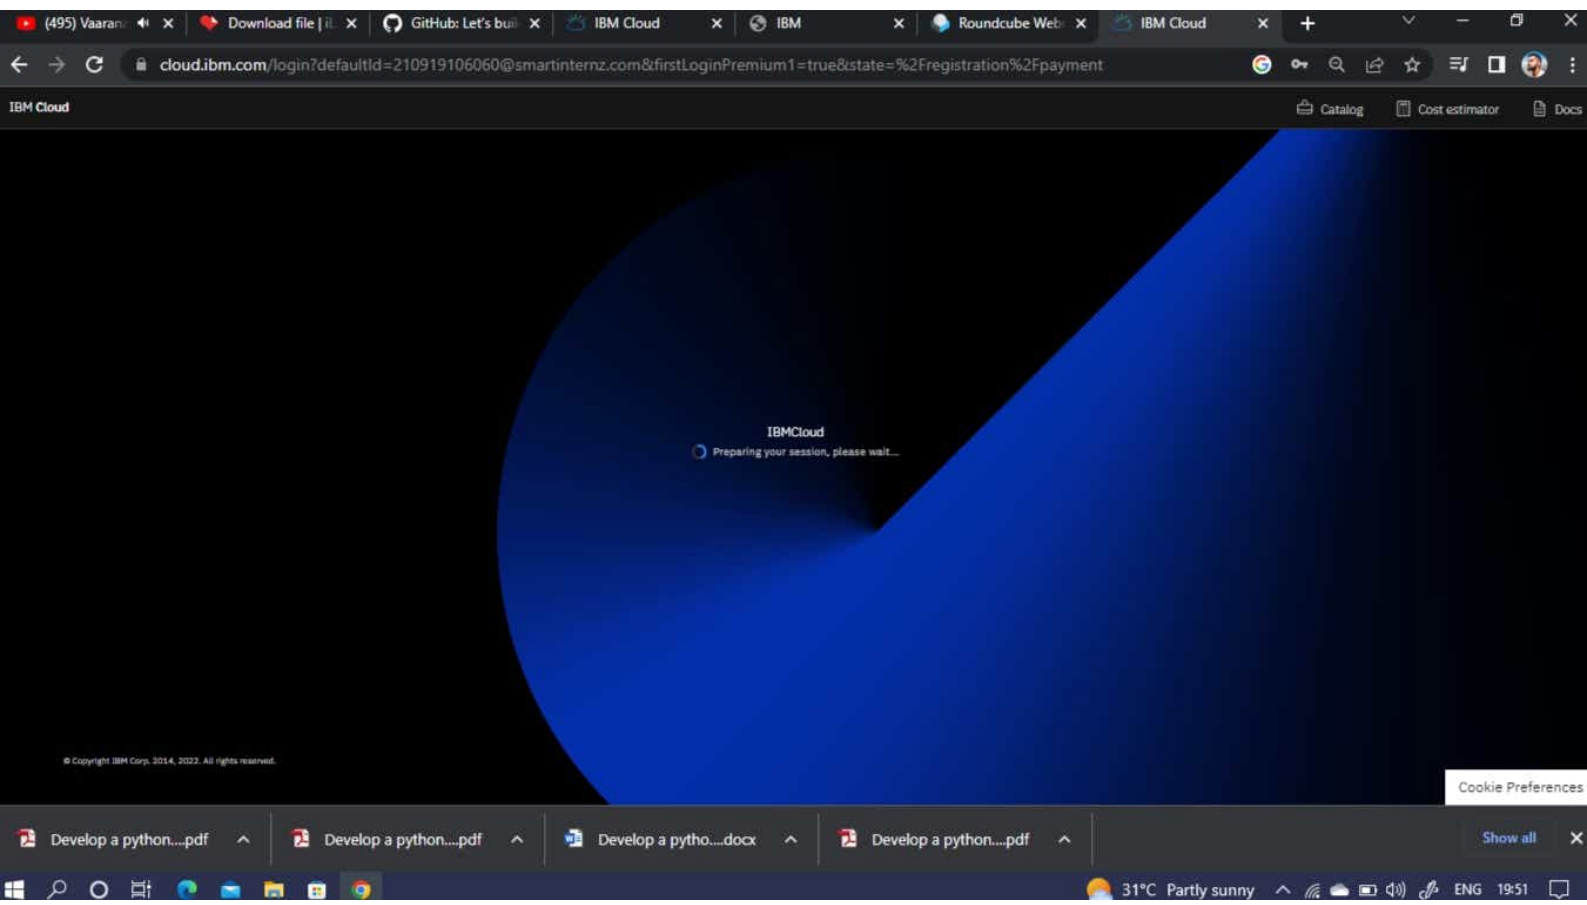 (495) Vaaran
Download file | iL
GitHub: Let's buil
IBM Cloud
IBM
Roundcube Web
IBM Cloud
cloud.ibm.com/login?defaultId=210919106060@smartinternz.com&firstLoginPremium1=true&state=%2Fregistration%2Fpayment
IBM Cloud
Catalog
Cost estimator
Docs
IBMCloud
Preparing your session, please wait...
© Copyright IBM Corp. 2014, 2022. All rights reserved.
Cookie Preferences
Develop a python....pdf
Develop a python....pdf
Develop a pytho....docx
Develop a python....pdf
Show all
31°C Partly sunny
ENG
19:51